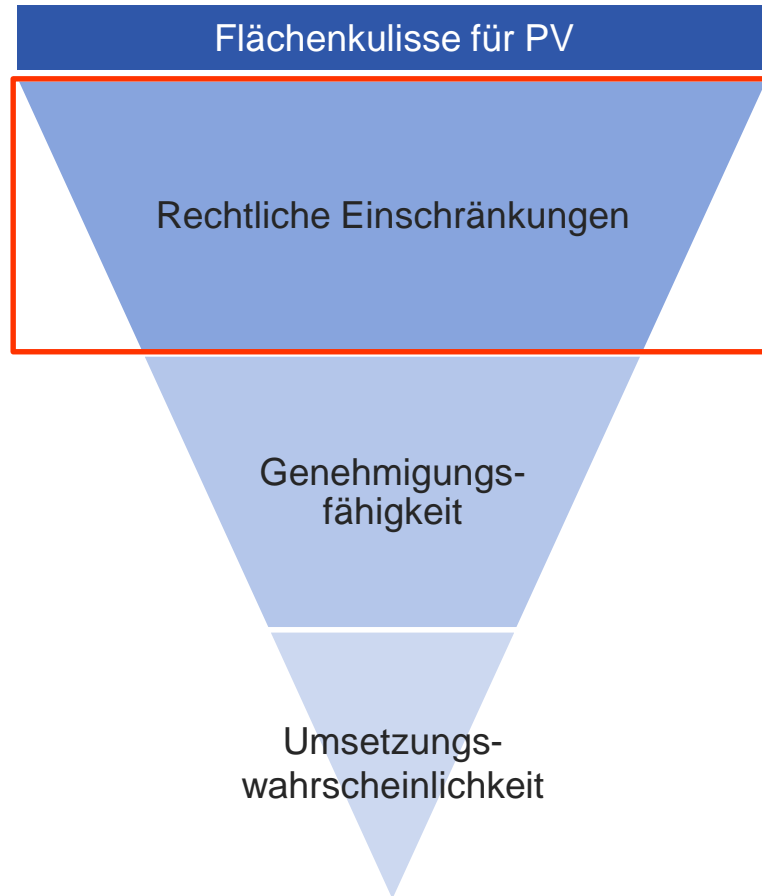 Flächenkulisse für PV
Rechtliche Einschränkungen
Genehmigungs-
fähigkeit
Umsetzungs-
wahrscheinlichkeit